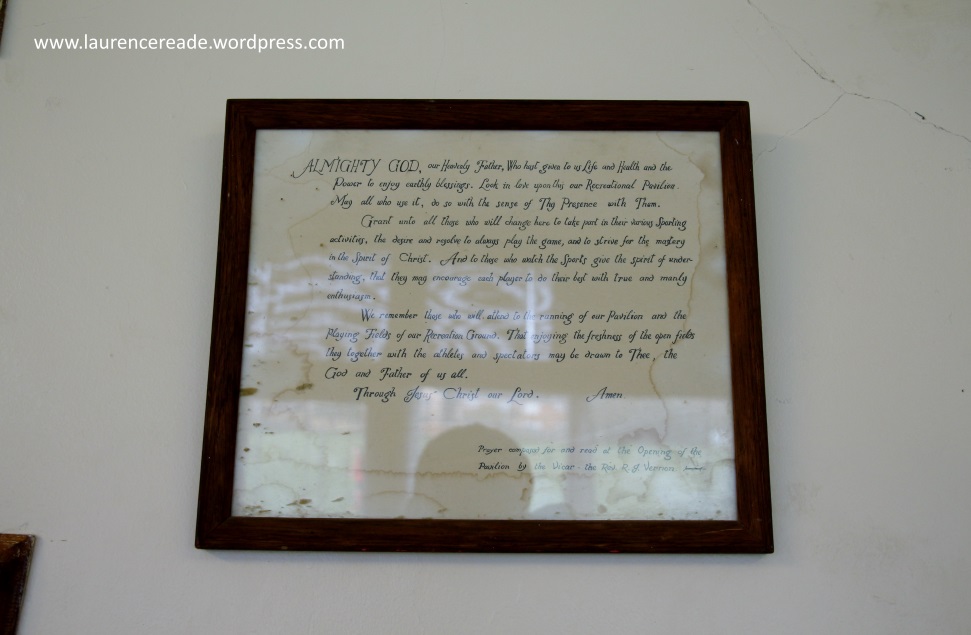 www.laurencereade.wordpress.com
ALMIGHTY GOD, our Heavenly Father, Who hast given to us Life and Health and the
Power to enjoy earthly blessings. Look in love upon this our Recreational Pavilion.
May all who use it, do so with the sense of Thy Presence with Them.
Grant unto all those who will change here to take part in their various Sporting
activities, the desire and resolve to always play the game, and to strive for the mastery
in the Spirit of Christ. And to those who watch the Sports give the spirit of under-
standing, that they may encourage each player to do their best with true and manly
enthusiasm.
We remember those who will attend to the running of our Pavilion and the
Playing Fields of our Recreation Ground. That enjoying the freshness of the open fields
they together with the athletes and spectators may be drawn to Thee, the
God and Father of us all.
Through Jesus Christ our Lord. Amen
Prayer composed for and read at the Opening of the
Pavilion by the Vicar - the Rev. R. Vernon